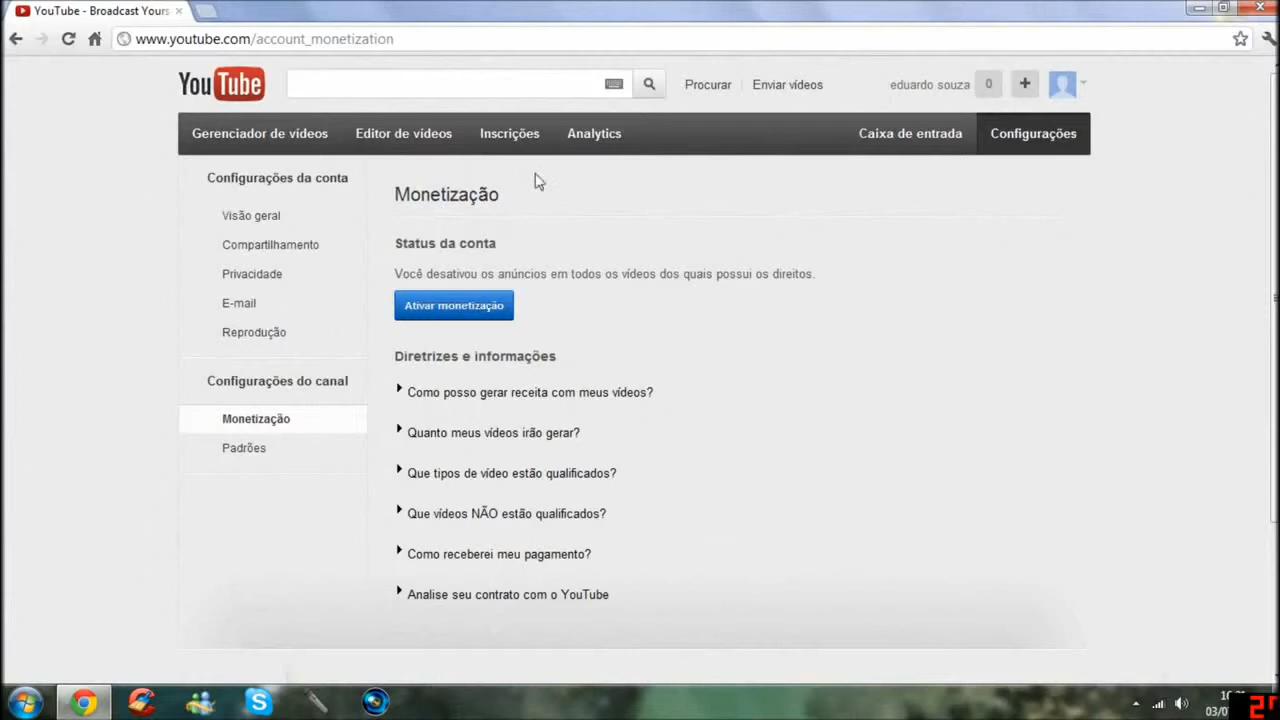 YouTube - Broadcast Yours
www.youtube.com/account_monetization
YouTube
Procurar
Enviar vídeos
eduardo souza
0
Gerenciador de vídeos
Editor de vídeos
Inscrições
Analytics
Caixa de entrada
Configurações
Configurações da conta
Visão geral
Compartilhamento
Privacidade
E-mail
Reprodução
Configurações do canal
Monetização
Padrões
Monetização
Status da conta
Você desativou os anúncios em todos os vídeos dos quais possui os direitos.
Ativar monetização
Diretrizes e informações
Como posso gerar receita com meus vídeos?
Quanto meus vídeos irão gerar?
Que tipos de vídeo estão qualificados?
Que vídeos NÃO estão qualificados?
Como receberei meu pagamento?
Analise seu contrato com o YouTube